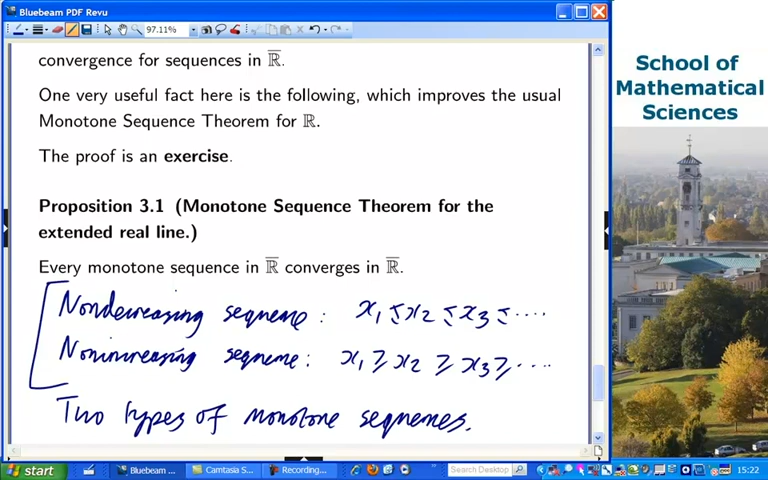 Bluebeam PDF Revu
97.11%
convergence for sequences in ℝ̅.
One very useful fact here is the following, which improves the usual
Monotone Sequence Theorem for ℝ.
The proof is an exercise.
Proposition 3.1 (Monotone Sequence Theorem for the
extended real line.)
Every monotone sequence in ℝ̅ converges in ℝ̅.
Nondecreasing sequence : x₁ ≤ x₂ ≤ x₃ ≤ ....
Nonincreasing sequence : x₁ ≥ x₂ ≥ x₃ ≥ ....
Two types of monotone sequences.
School of
Mathematical
Sciences
start
Bluebeam ...
Camtasia S...
Recording...
Search Desktop
15:22